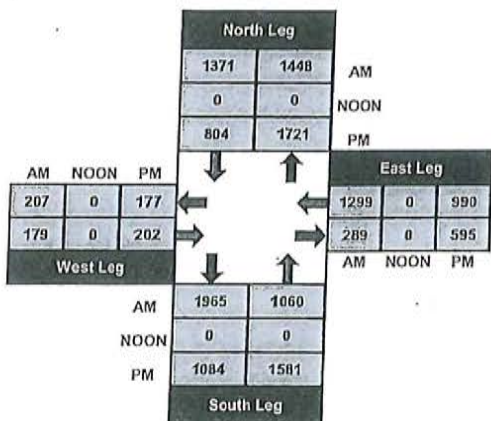 North Leg
1371 1448 AM
0 0 NOON
804 1721 PM
AM NOON PM
207 0 177
179 0 202
West Leg
East Leg
1299 0 990
289 0 595
AM NOON PM
AM 1965 1060
NOON 0 0
PM 1084 1581
South Leg